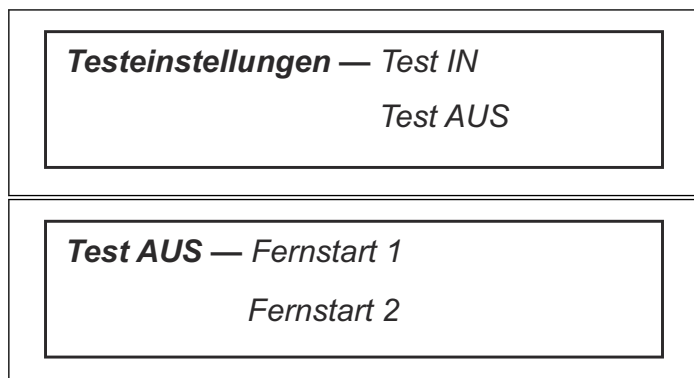 Testeinstellungen — Test IN
Test AUS
Test AUS — Fernstart 1
Fernstart 2